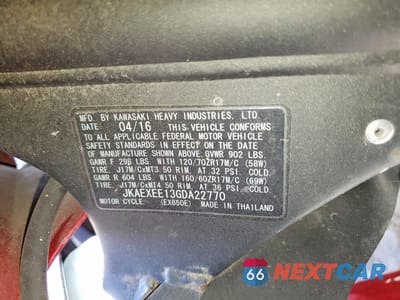 MFD. BY KAWASAKI HEAVY INDUSTRIES, LTD.
DATE: 04/16 THIS VEHICLE CONFORMS
TO ALL APPLICABLE FEDERAL MOTOR VEHICLE
SAFETY STANDARDS IN EFFECT ON THE DATE
OF MANUFACTURE SHOWN ABOVE. GVWR 902 LBS.
GAWR F 298 LBS. WITH 120/70ZR17M/C (58W)
TIRE, J17M/CxMT3.50 RIM, AT 32 PSI. COLD
GAWR R 604 LBS. WITH 160/60ZR17M/C (69W)
TIRE, J17M/CxMT4.50 RIM, AT 36 PSI. COLD
JKAEXEE13GDA22770
MOTOR CYCLE (EX650E) MADE IN THAILAND
66 NEXTCAR